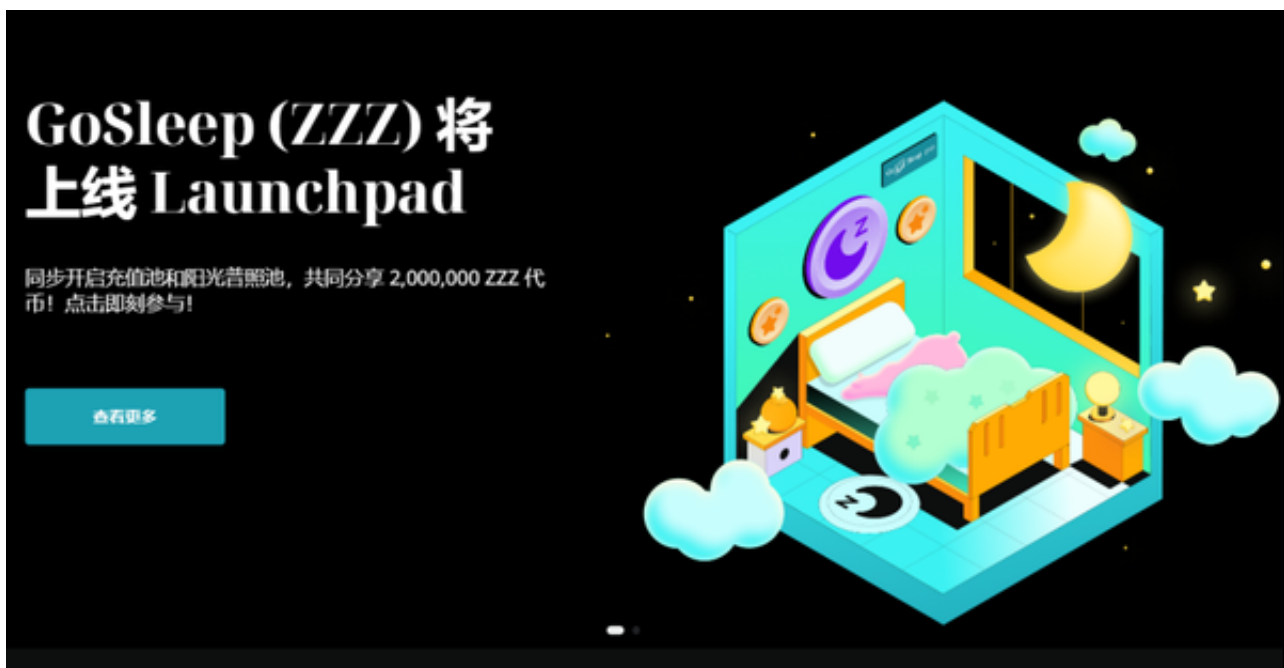 GoSleep (ZZZ) 将
上线 Launchpad
同步开启充值池和阳光普照池，共同分享 2,000,000 ZZZ 代
币！点击即刻参与！
查看更多